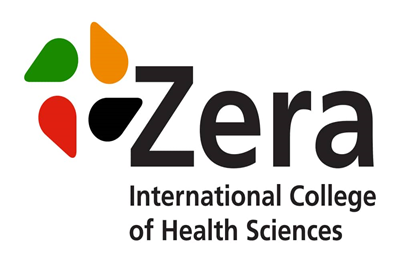 Zera
International College
of Health Sciences